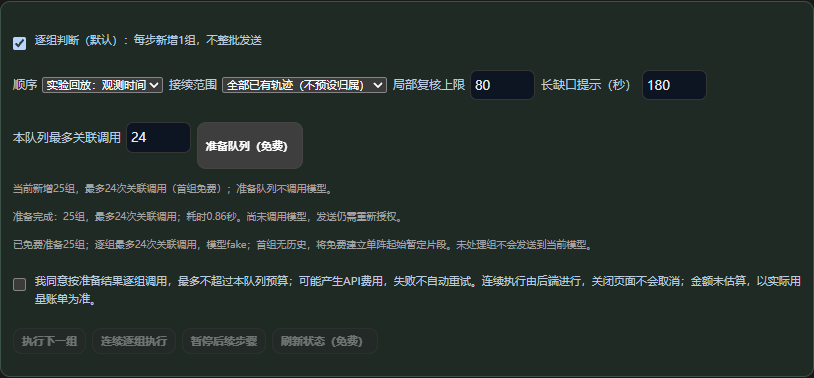 逐组判断（默认）：每步新增1组，不整批发送
顺序 实验回放：观测时间 接续范围 全部已有轨迹（不预设归属） 局部复核上限 80 长缺口提示（秒） 180
本队列最多关联调用 24 准备队列（免费）
当前新增25组，最多24次关联调用（首组免费）；准备队列不调用模型。
准备完成：25组，最多24次关联调用；耗时0.86秒。尚未调用模型，发送仍需重新授权。
已免费准备25组；逐组最多24次关联调用，模型fake；首组无历史，将免费建立单阵起始暂定片段。未处理组不会发送到当前模型。
我同意按准备结果逐组调用，最多不超过本队列预算；可能产生API费用，失败不自动重试。连续执行由后端进行，关闭页面不会取消；金额未估算，以实际用
量账单为准。
执行下一组 连续逐组执行 暂停后续步骤 刷新状态（免费）